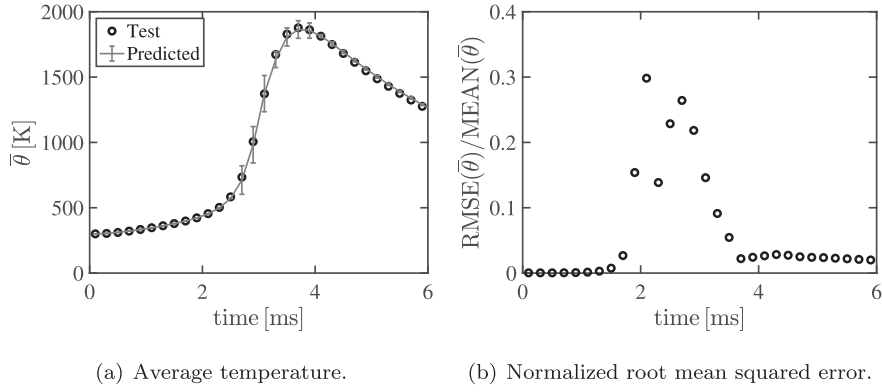 2000
1500
1000
500
0
θ̅ [K]
Test
Predicted
0 2 4 6
time [ms]
(a) Average temperature.
0.4
0.3
0.2
0.1
0
RMSE(θ̅)/MEAN(θ̅)
0 2 4 6
time [ms]
(b) Normalized root mean squared error.